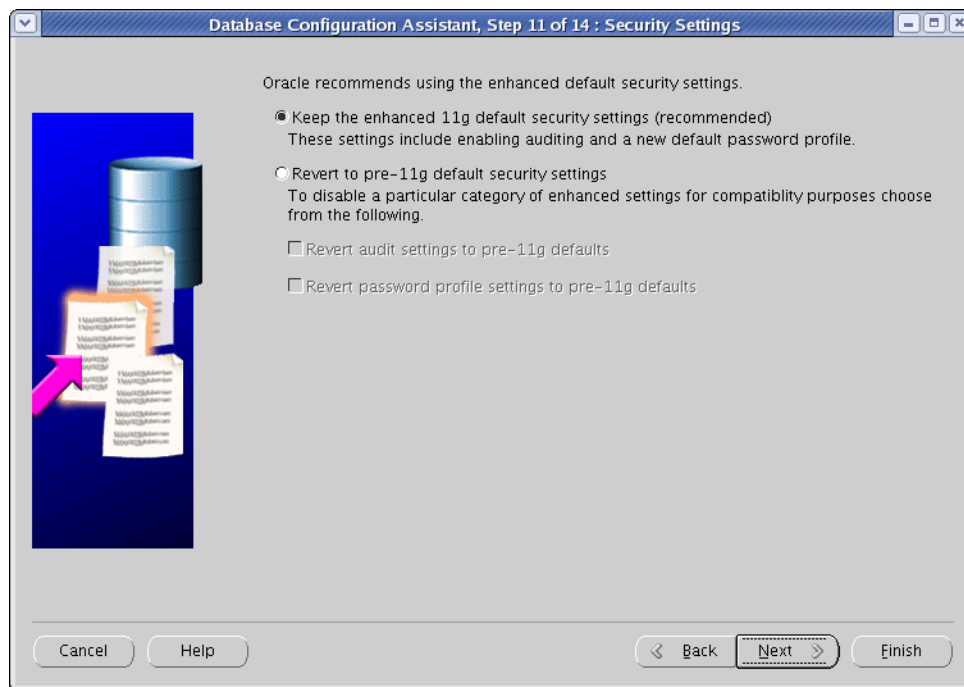 Database Configuration Assistant, Step 11 of 14 : Security Settings
Oracle recommends using the enhanced default security settings.
Keep the enhanced 11g default security settings (recommended)
These settings include enabling auditing and a new default password profile.
Revert to pre-11g default security settings
To disable a particular category of enhanced settings for compatiblity purposes choose
from the following.
Revert audit settings to pre-11g defaults
Revert password profile settings to pre-11g defaults
Cancel
Help
Back
Next
Finish